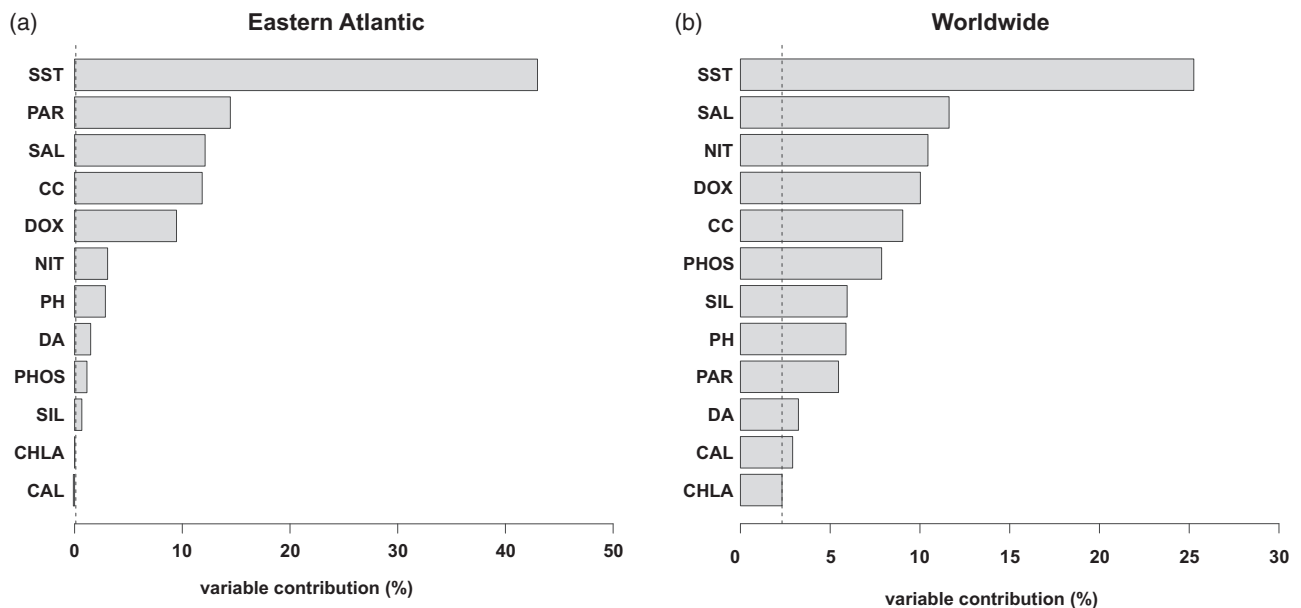 (a)
Eastern Atlantic
SST
PAR
SAL
CC
DOX
NIT
PH
DA
PHOS
SIL
CHLA
CAL
0 10 20 30 40 50
variable contribution (%)
(b)
Worldwide
SST
SAL
NIT
DOX
CC
PHOS
SIL
PH
PAR
DA
CAL
CHLA
0 5 10 15 20 25 30
variable contribution (%)